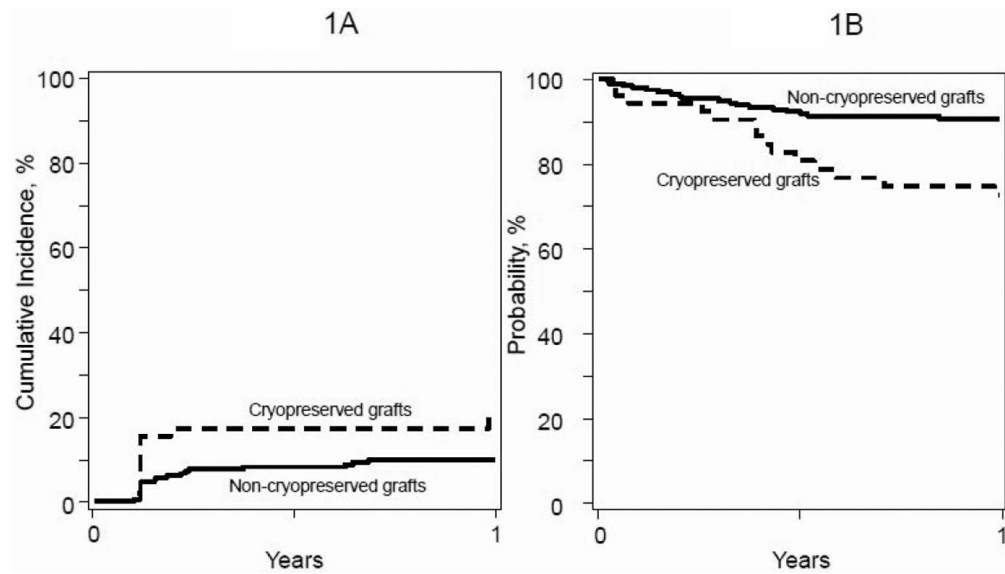 1A
Cumulative Incidence, %
100
80
60
40
20
0
Cryopreserved grafts
Non-cryopreserved grafts
0
1
Years
1B
Probability, %
100
80
60
40
20
0
Non-cryopreserved grafts
Cryopreserved grafts
0
1
Years